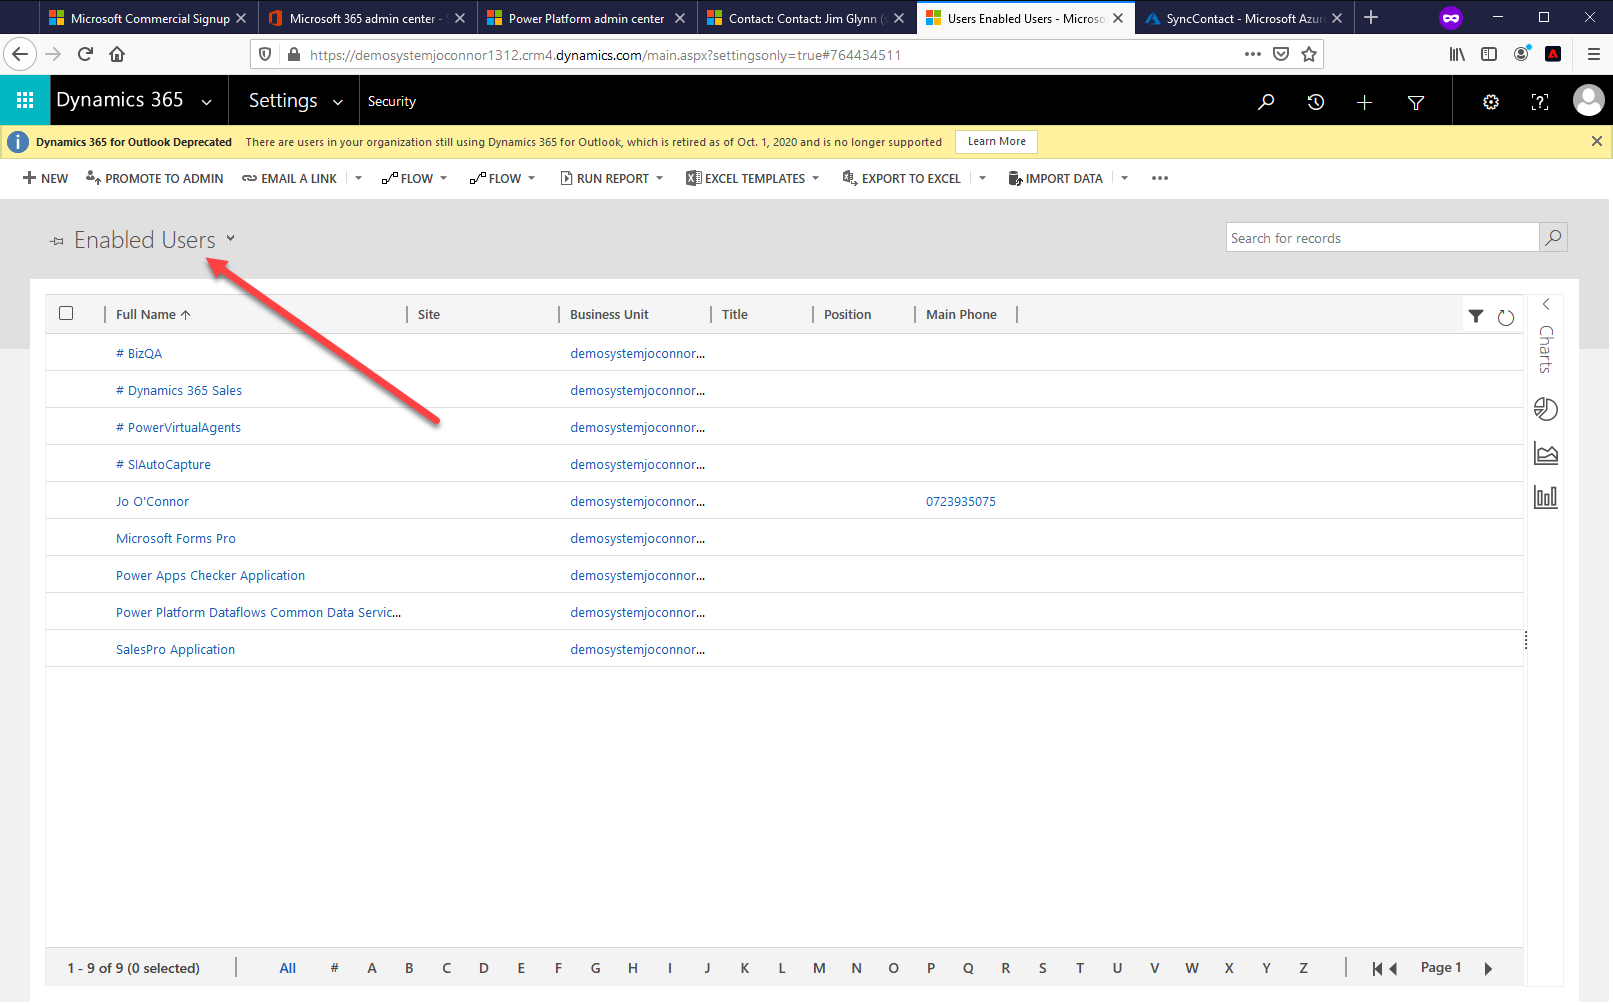 Microsoft Commercial Signup
Microsoft 365 admin center -
Power Platform admin center
Contact: Contact: Jim Glynn (s
Users Enabled Users - Microso
SyncContact - Microsoft Azur
https://demosystemjoconnor1312.crm4.dynamics.com/main.aspx?settingsonly=true#764434511
Dynamics 365
Settings
Security
Dynamics 365 for Outlook Deprecated There are users in your organization still using Dynamics 365 for Outlook, which is retired as of Oct. 1, 2020 and is no longer supported Learn More
NEW PROMOTE TO ADMIN EMAIL A LINK FLOW FLOW RUN REPORT EXCEL TEMPLATES EXPORT TO EXCEL IMPORT DATA
Enabled Users
Search for records
Full Name Site Business Unit Title Position Main Phone
# BizQA demosystemjoconnor...
# Dynamics 365 Sales demosystemjoconnor...
# PowerVirtualAgents demosystemjoconnor...
# SIAutoCapture demosystemjoconnor...
Jo O'Connor demosystemjoconnor... 0723935075
Microsoft Forms Pro demosystemjoconnor...
Power Apps Checker Application demosystemjoconnor...
Power Platform Dataflows Common Data Servic... demosystemjoconnor...
SalesPro Application demosystemjoconnor...
Charts
1 - 9 of 9 (0 selected) All # A B C D E F G H I J K L M N O P Q R S T U V W X Y Z Page 1